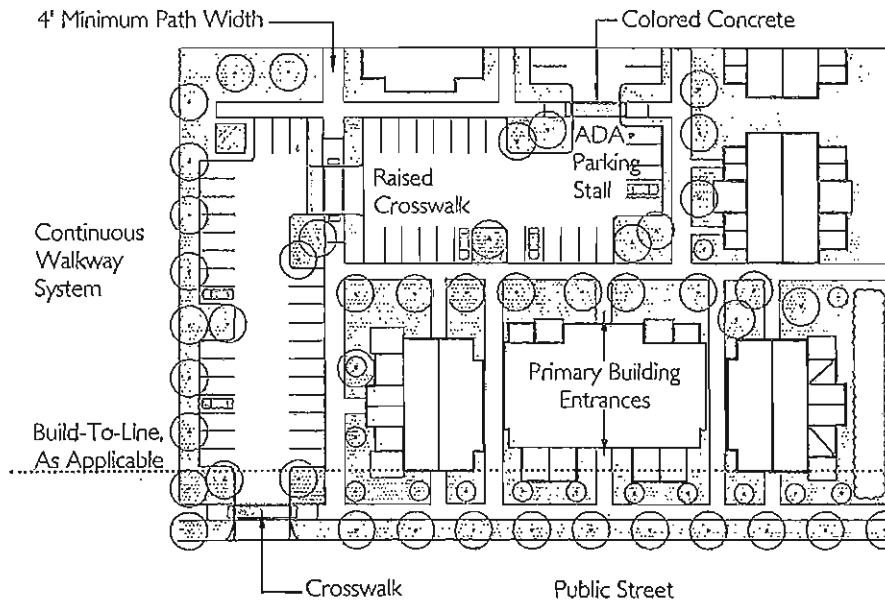 4' Minimum Path Width
Colored Concrete
ADA
Parking
Stall
Raised
Crosswalk
Continuous
Walkway
System
Primary Building
Entrances
Build-To-Line,
As Applicable
Crosswalk
Public Street